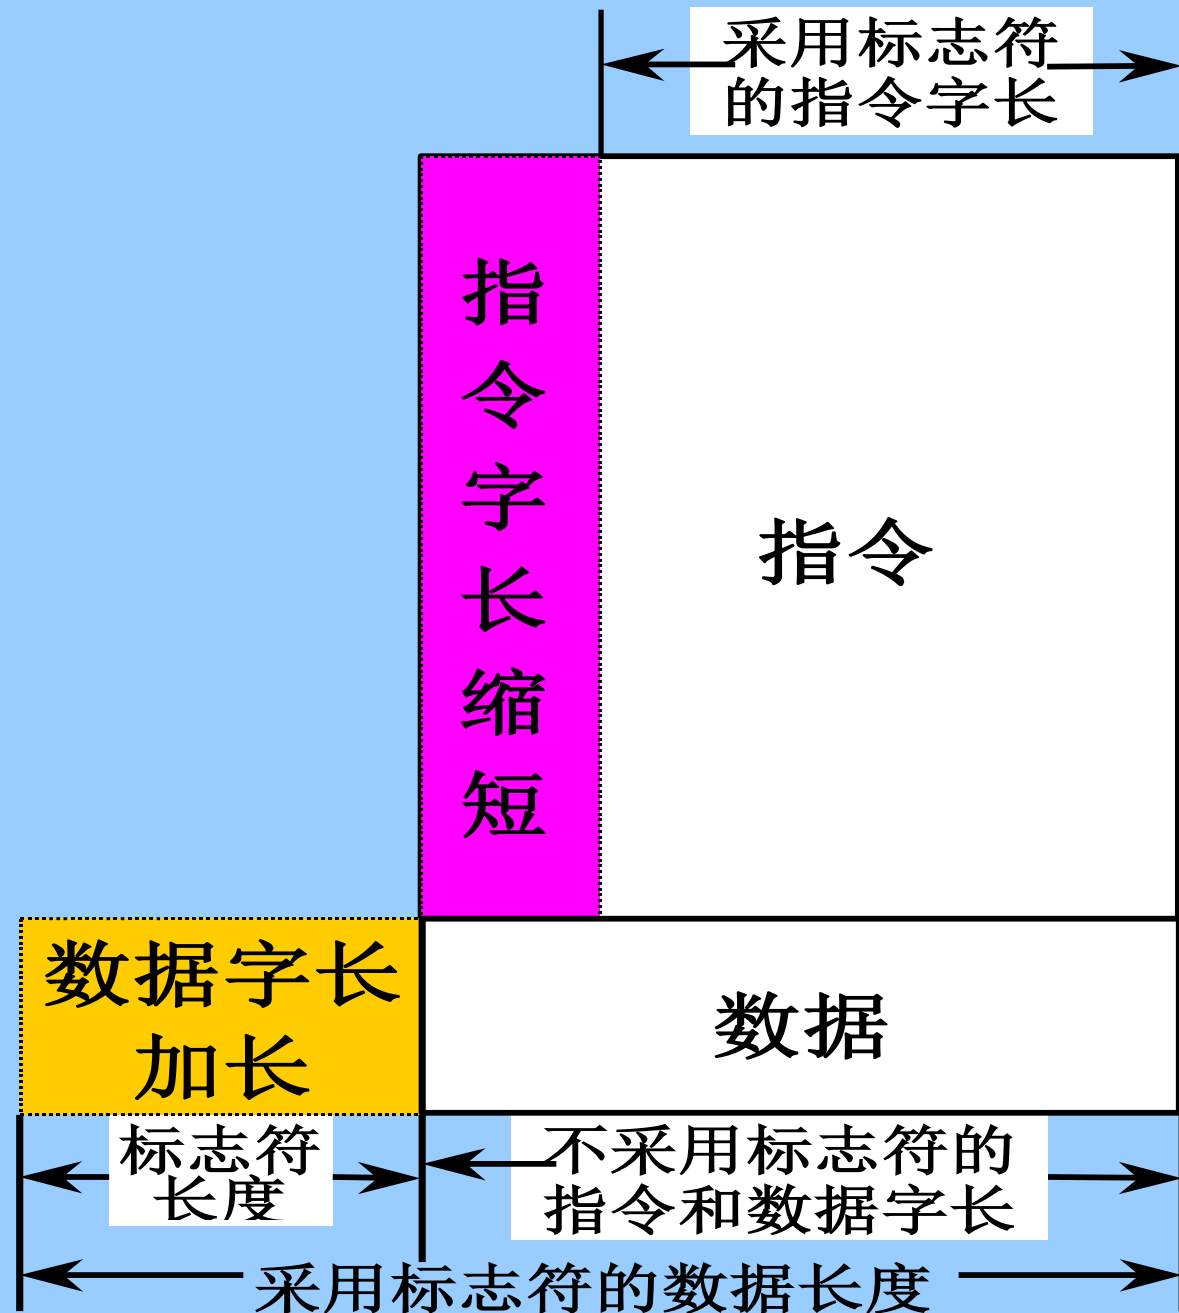 采用标志符
的指令字长
指
令
字
长
缩
短
指令
数据字长
加长
数据
标志符
长度
不采用标志符的
指令和数据字长
采用标志符的数据长度